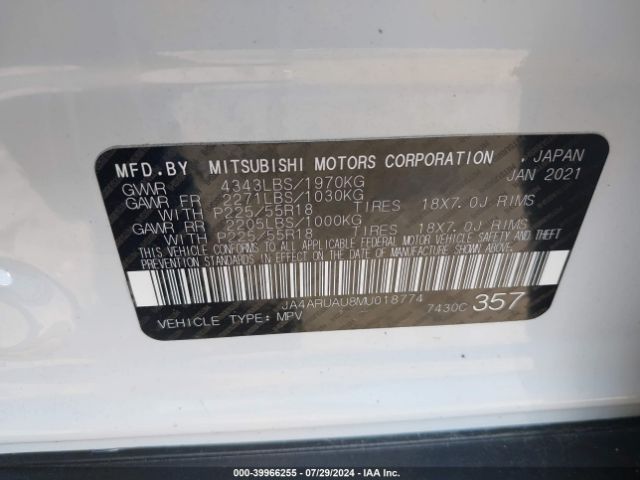 MFD.BY MITSUBISHI MOTORS CORPORATION . JAPAN
GVWR 4343LBS/1970KG JAN 2021
GAWR FR 2271LBS/1030KG
WITH P225/55R18 TIRES 18X7.0J RIMS
GAWR RR 2205LBS/1000KG
WITH P225/55R18 TIRES 18X7.0J RIMS
THIS VEHICLE CONFORMS TO ALL APPLICABLE FEDERAL MOTOR VEHICLE SAFETY AND THEFT
PREVENTION STANDARDS IN EFFECT ON THE DATE OF MANUFACTURE SHOWN ABOVE.
JA4ARUAU8MU018774
VEHICLE TYPE: MPV 7430C 357
000-39966255 - 07/29/2024 - IAA Holdings, LLC